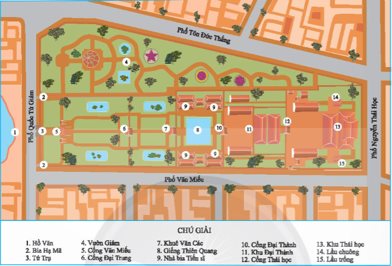 Phố Tôn Đức Thắng
Phố Quốc Tử Giám
Phố Nguyễn Thái Học
4
2
14
9
9
1
3
5
6
7
8
10
11
12
13
9
9
3
15
Phố Văn Miếu
CHÚ GIẢI
1. Hồ Văn
2. Bia Hạ Mã
3. Tứ Trụ
4. Vườn Giám
5. Cổng Văn Miếu
6. Cổng Đại Trung
7. Khuê Văn Các
8. Giếng Thiên Quang
9. Nhà bia Tiến sĩ
10. Cổng Đại Thành
11. Khu Đại Thành
12. Cổng Thái học
13. Khu Thái học
14. Lầu chuông
15. Lầu trống